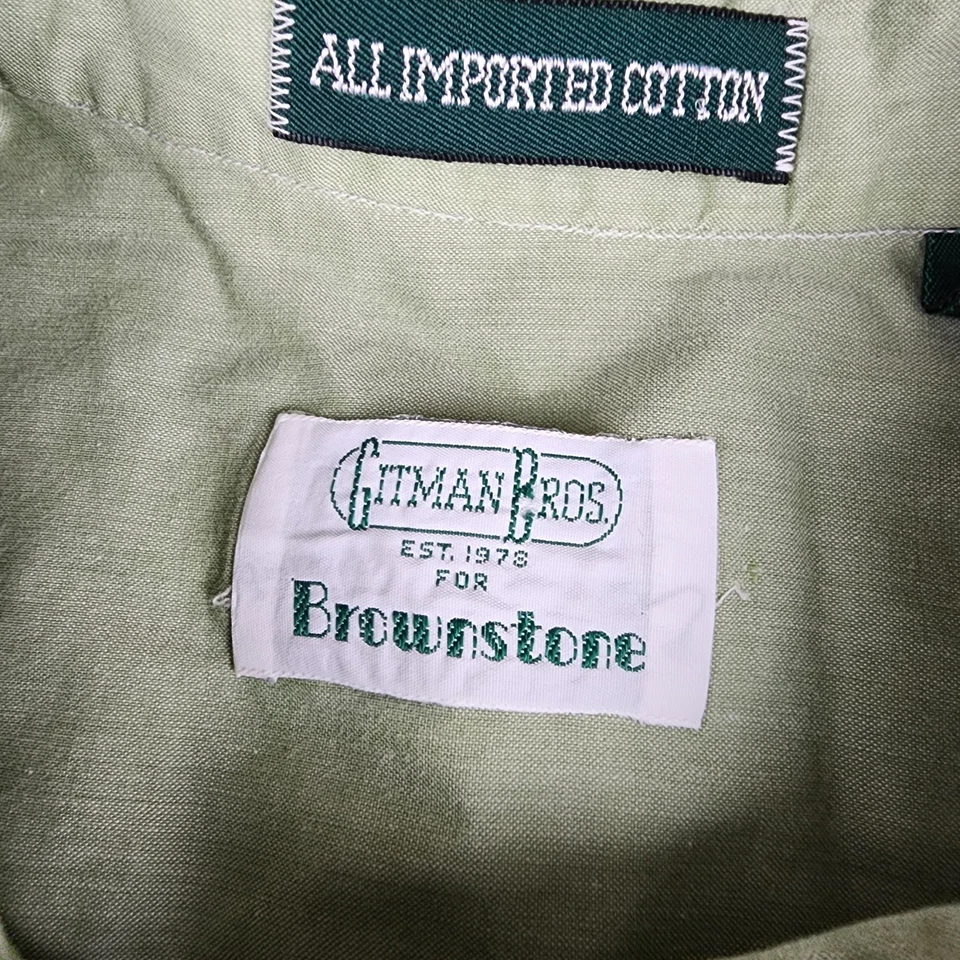 ALL IMPORTED COTTON
GITMAN BROS.
EST. 1978
FOR
Brownstone